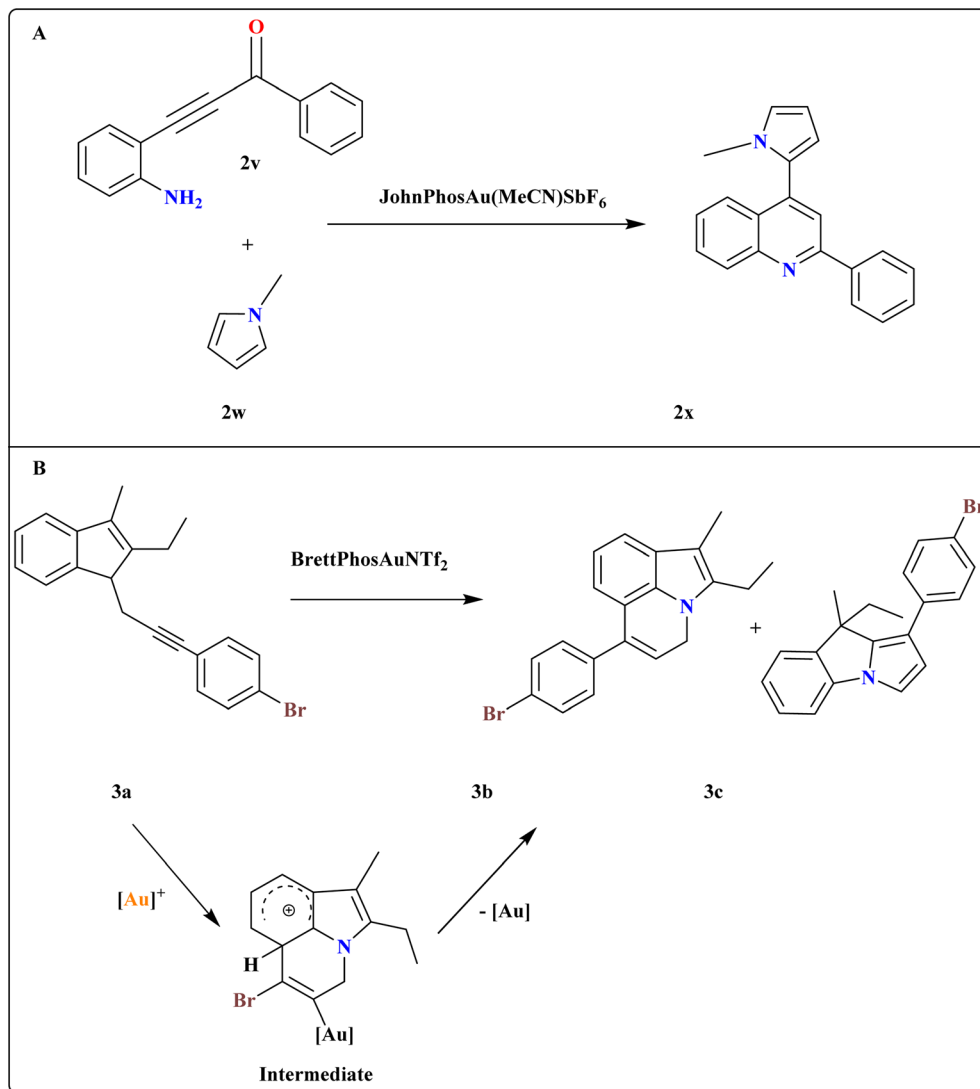 A
O
2v
NH2
+
N
2w
JohnPhosAu(MeCN)SbF6
N
N
2x
B
BrettPhosAuNTf2
Br
3a
N
Br
3b
+
Br
N
3c
[Au]+
⊕
N
H
Br
[Au]
Intermediate
- [Au]